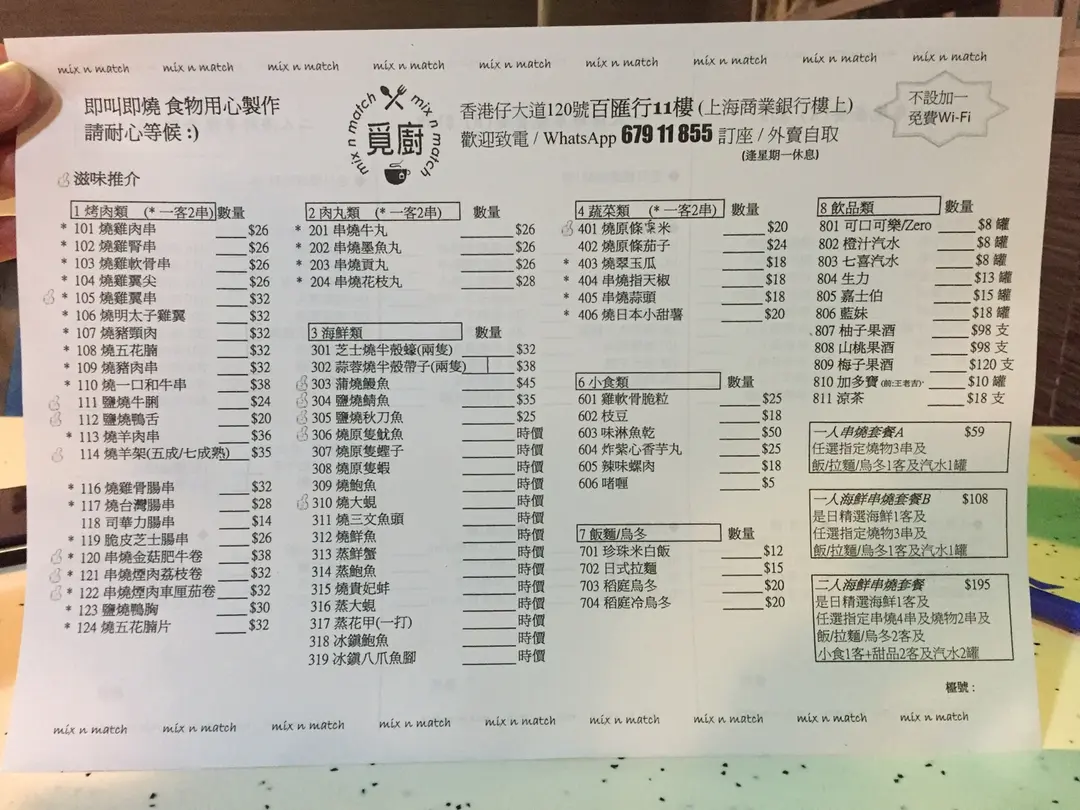 mix n match mix n match mix n match mix n match mix n match mix n match mix n match mix n match mix n match
即叫即燒 食物用心製作
請耐心等候 :)
mix n match mix n match
覓廚
香港仔大道120號百匯行11樓 (上海商業銀行樓上)
歡迎致電 / WhatsApp 679 11 855 訂座 / 外賣自取
(逢星期一休息)
不設加一
免費Wi-Fi
滋味推介
1 烤肉類 (* 一客2串) 數量
* 101 燒雞肉串 $26
* 102 燒雞腎串 $26
* 103 燒雞軟骨串 $26
* 104 燒雞翼尖 $26
* 105 燒雞翼串 $32
* 106 燒明太子雞翼 $32
* 107 燒豬頸肉 $32
* 108 燒五花腩 $32
* 109 燒豬肉串 $32
* 110 燒一口和牛串 $38
111 鹽燒牛脷 $24
112 鹽燒鴨舌 $20
* 113 燒羊肉串 $36
114 燒羊架(五成/七成熟) $35
* 116 燒雞骨腸串 $32
* 117 燒台灣腸串 $28
118 司華力腸串 $14
* 119 脆皮芝士腸串 $26
* 120 串燒金菇肥牛卷 $38
* 121 串燒煙肉荔枝卷 $32
* 122 串燒煙肉車厘茄卷 $32
* 123 鹽燒鴨胸 $30
* 124 燒五花腩片 $32
2 肉丸類 (* 一客2串) 數量
* 201 串燒牛丸 $26
* 202 串燒墨魚丸 $26
* 203 串燒貢丸 $26
* 204 串燒花枝丸 $28
3 海鮮類 數量
301 芝士燒半殼蠔(兩隻) $32
302 蒜蓉燒半殼帶子(兩隻) $38
303 蒲燒鰻魚 $45
304 鹽燒鯖魚 $35
305 鹽燒秋刀魚 $25
306 燒原隻魷魚 時價
307 燒原隻蟶子 時價
308 燒原隻蝦 時價
309 燒鮑魚 時價
310 燒大蜆 時價
311 燒三文魚頭 時價
312 燒鮮魚 時價
313 蒸鮮蟹 時價
314 蒸鮑魚 時價
315 燒貴妃蚌 時價
316 蒸大蜆 時價
317 蒸花甲(一打) 時價
318 冰鎭鮑魚 時價
319 冰鎭八爪魚腳 時價
4 蔬菜類 (* 一客2串) 數量
401 燒原條粟米 $20
402 燒原條茄子 $24
* 403 燒翠玉瓜 $18
* 404 串燒指天椒 $18
* 405 串燒蒜頭 $18
* 406 燒日本小甜薯 $20
6 小食類 數量
601 雞軟骨脆粒 $25
602 枝豆 $18
603 味淋魚乾 $50
604 炸紫心香芋丸 $25
605 辣味螺肉 $18
606 啫喱 $5
7 飯麵/烏冬 數量
701 珍珠米白飯 $12
702 日式拉麵 $15
703 稻庭烏冬 $20
704 稻庭冷烏冬 $20
8 飲品類 數量
801 可口可樂/Zero $8 罐
802 橙汁汽水 $8 罐
803 七喜汽水 $8 罐
804 生力 $13 罐
805 嘉士伯 $15 罐
806 藍妹 $18 罐
807 柚子果酒 $98 支
808 山桃果酒 $98 支
809 梅子果酒 $120 支
810 加多寶 (前:王老吉) $10 罐
811 涼茶 $18 支
一人串燒套餐A $59
任選指定燒物3串及
飯/拉麵/烏冬1客及汽水1罐
一人海鮮串燒套餐B $108
是日精選海鮮1客及
任選指定燒物3串及
飯/拉麵/烏冬1客及汽水1罐
二人海鮮串燒套餐 $195
是日精選海鮮1客及
任選指定串燒4串及燒物2串及
飯/拉麵/烏冬2客及
小食1客+甜品2客及汽水2罐
檯號：
mix n match mix n match mix n match mix n match mix n match mix n match mix n match mix n match mix n match